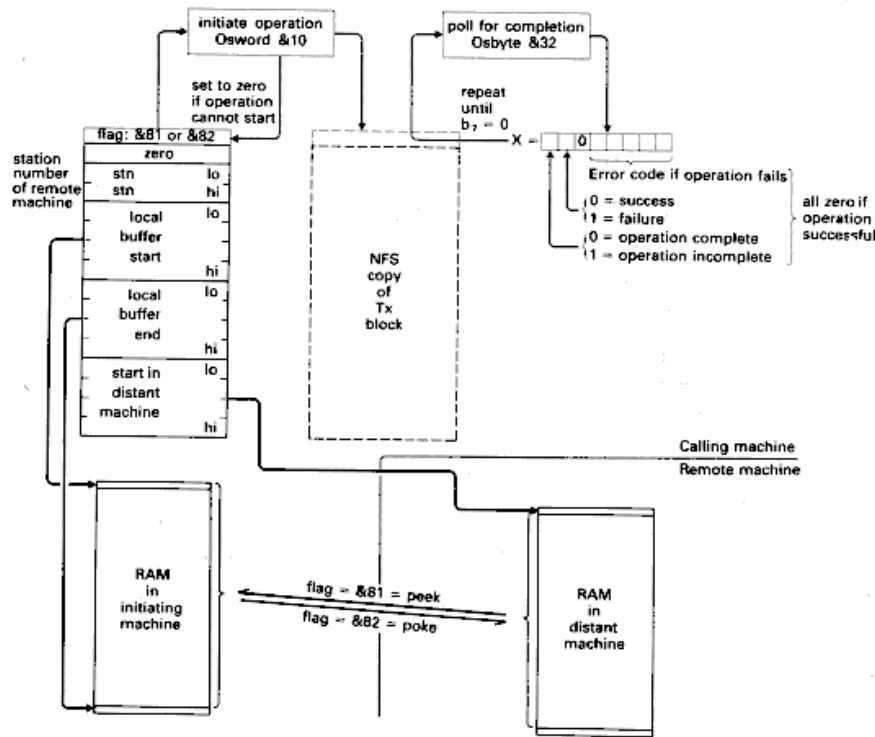 initiate operation
Osword &10
poll for completion
Osbyte &32
set to zero
if operation
cannot start
repeat
until
b₇ = 0
X =
0
flag: &81 or &82
zero
station
number
of remote
machine
stn lo
stn hi
local lo
buffer
start
hi
local lo
buffer
end
hi
start in lo
distant
machine
hi
NFS
copy
of
Tx
block
Error code if operation fails
0 = success
1 = failure
0 = operation complete
1 = operation incomplete
all zero if
operation
successful
Calling machine
Remote machine
RAM
in
initiating
machine
flag = &81 = peek
flag = &82 = poke
RAM
in
distant
machine